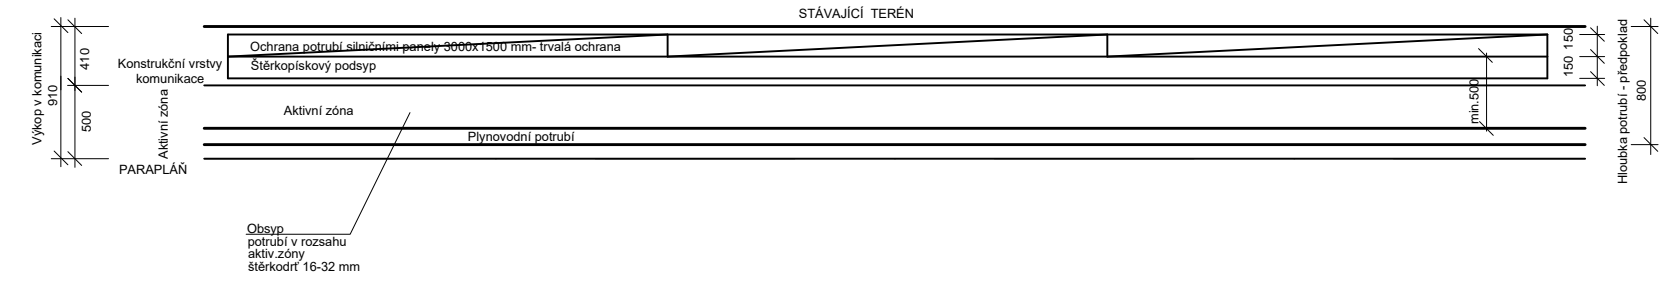 STÁVAJÍCÍ TERÉN
Výkop v komunikaci
910
410
500
Konstrukční vrstvy
komunikace
Aktivní zóna
PARAPLÁŇ
Ochrana potrubí silničními panely 3000x1500 mm- trvalá ochrana
Štěrkopískový podsyp
Aktivní zóna
Plynovodní potrubí
Obsyp
potrubí v rozsahu
aktiv.zóny
štěrkodrť 16-32 mm
min.500
150
150
Hloubka potrubí - předpoklad
800